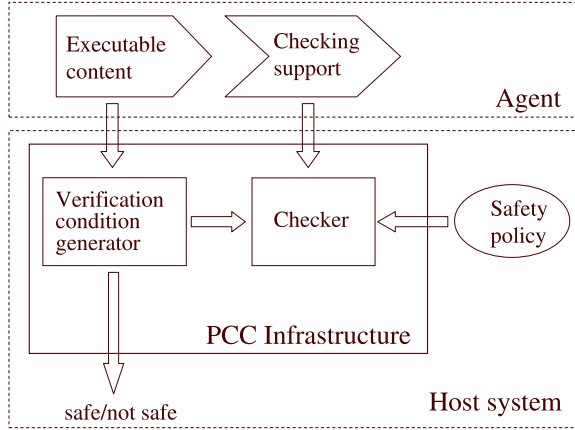 Executable
content
Checking
support
Agent
Verification
condition
generator
Checker
Safety
policy
PCC Infrastructure
Host system
safe/not safe